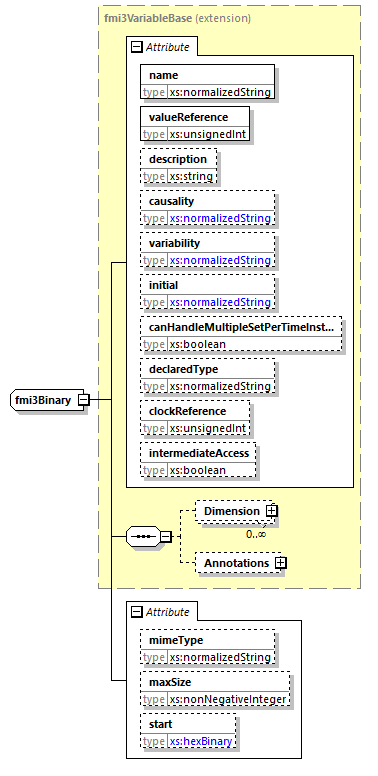 fmi3VariableBase (extension)
Attribute
name
type xs:normalizedString
valueReference
type xs:unsignedInt
description
type xs:string
causality
type xs:normalizedString
variability
type xs:normalizedString
initial
type xs:normalizedString
canHandleMultipleSetPerTimeInst...
type xs:boolean
declaredType
type xs:normalizedString
fmi3Binary
clockReference
type xs:unsignedInt
intermediateAccess
type xs:boolean
Dimension
0..∞
Annotations
Attribute
mimeType
type xs:normalizedString
maxSize
type xs:nonNegativeInteger
start
type xs:hexBinary